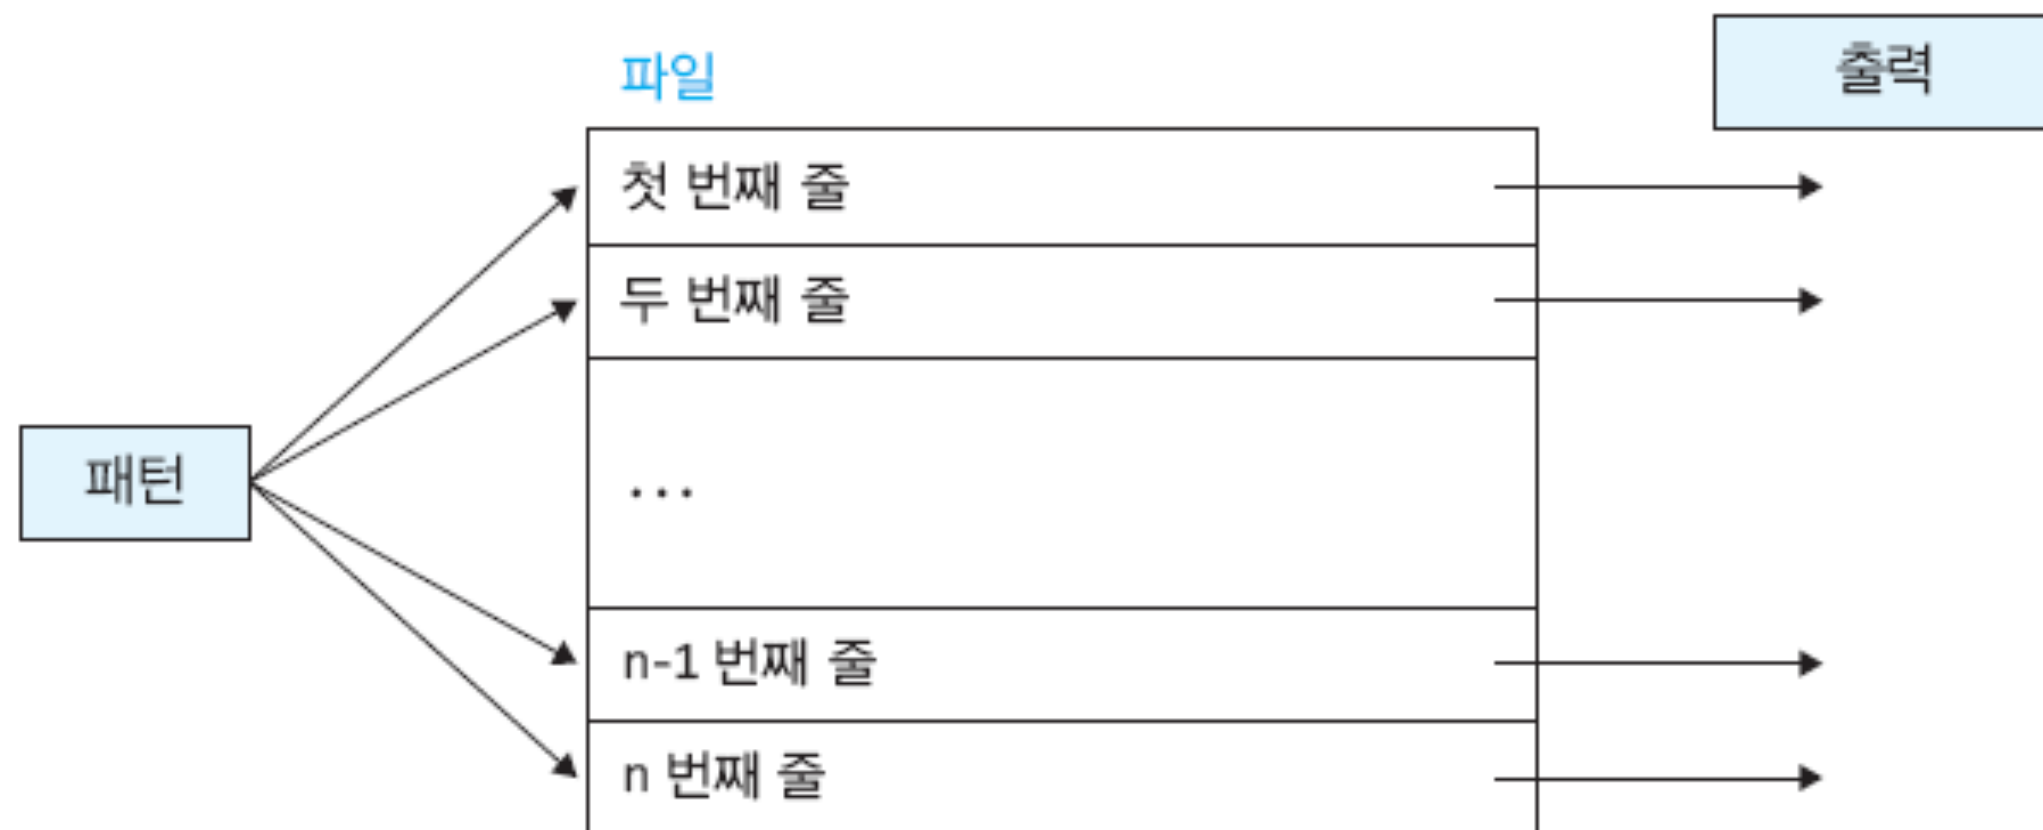 출력
파일
첫 번째 줄
두 번째 줄
패턴
...
n-1 번째 줄
n 번째 줄